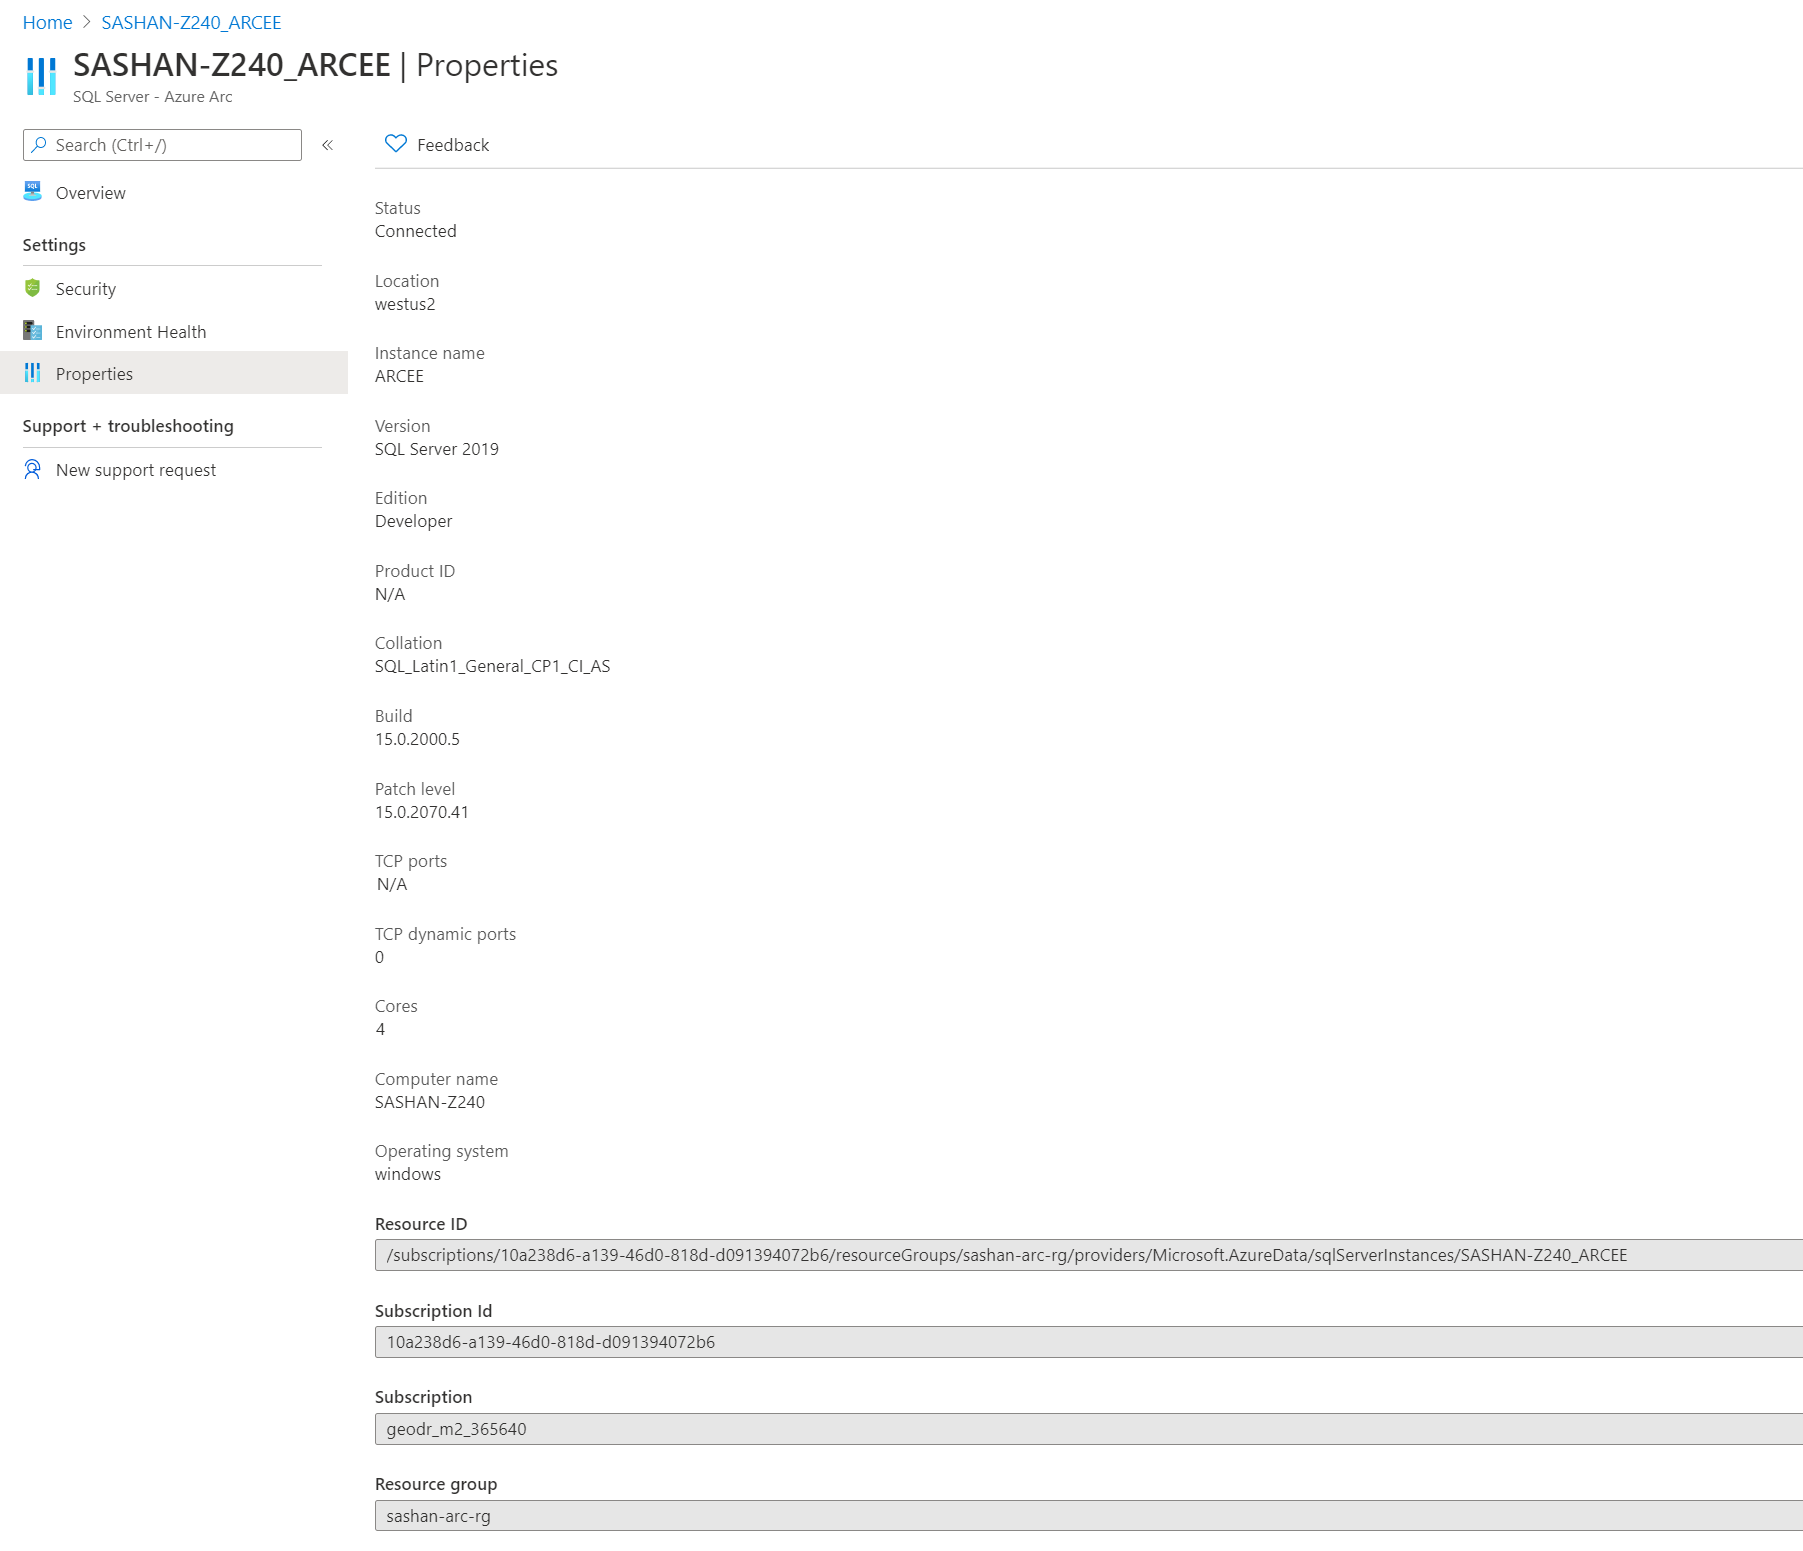 Home > SASHAN-Z240_ARCEE
SASHAN-Z240_ARCEE | Properties
SQL Server - Azure Arc
Search (Ctrl+/)
«
Overview
Settings
Security
Environment Health
Properties
Support + troubleshooting
New support request
Feedback
Status
Connected
Location
westus2
Instance name
ARCEE
Version
SQL Server 2019
Edition
Developer
Product ID
N/A
Collation
SQL_Latin1_General_CP1_CI_AS
Build
15.0.2000.5
Patch level
15.0.2070.41
TCP ports
N/A
TCP dynamic ports
0
Cores
4
Computer name
SASHAN-Z240
Operating system
windows
Resource ID
/subscriptions/10a238d6-a139-46d0-818d-d091394072b6/resourceGroups/sashan-arc-rg/providers/Microsoft.AzureData/sqlServerInstances/SASHAN-Z240_ARCEE
Subscription Id
10a238d6-a139-46d0-818d-d091394072b6
Subscription
geodr_m2_365640
Resource group
sashan-arc-rg